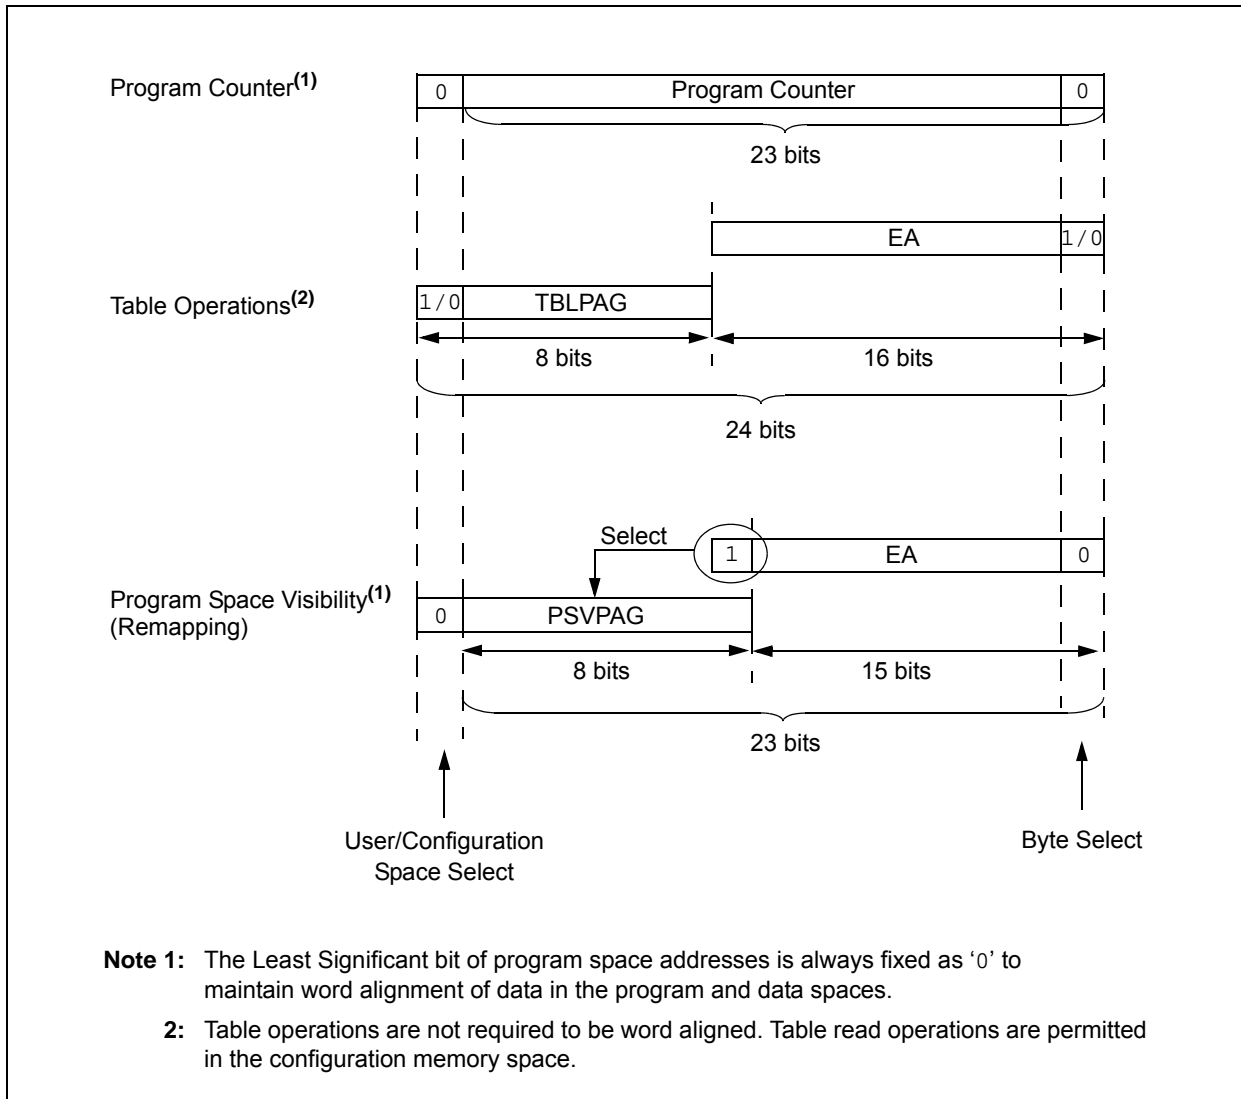 Program Counter(1)
0 Program Counter 0
23 bits
EA 1/0
Table Operations(2)
1/0 TBLPAG
8 bits 16 bits
24 bits
Select
1 EA 0
Program Space Visibility(1)
(Remapping)
0 PSVPAG
8 bits 15 bits
23 bits
User/Configuration
Space Select
Byte Select
Note 1: The Least Significant bit of program space addresses is always fixed as ‘0’ to
maintain word alignment of data in the program and data spaces.
2: Table operations are not required to be word aligned. Table read operations are permitted
in the configuration memory space.